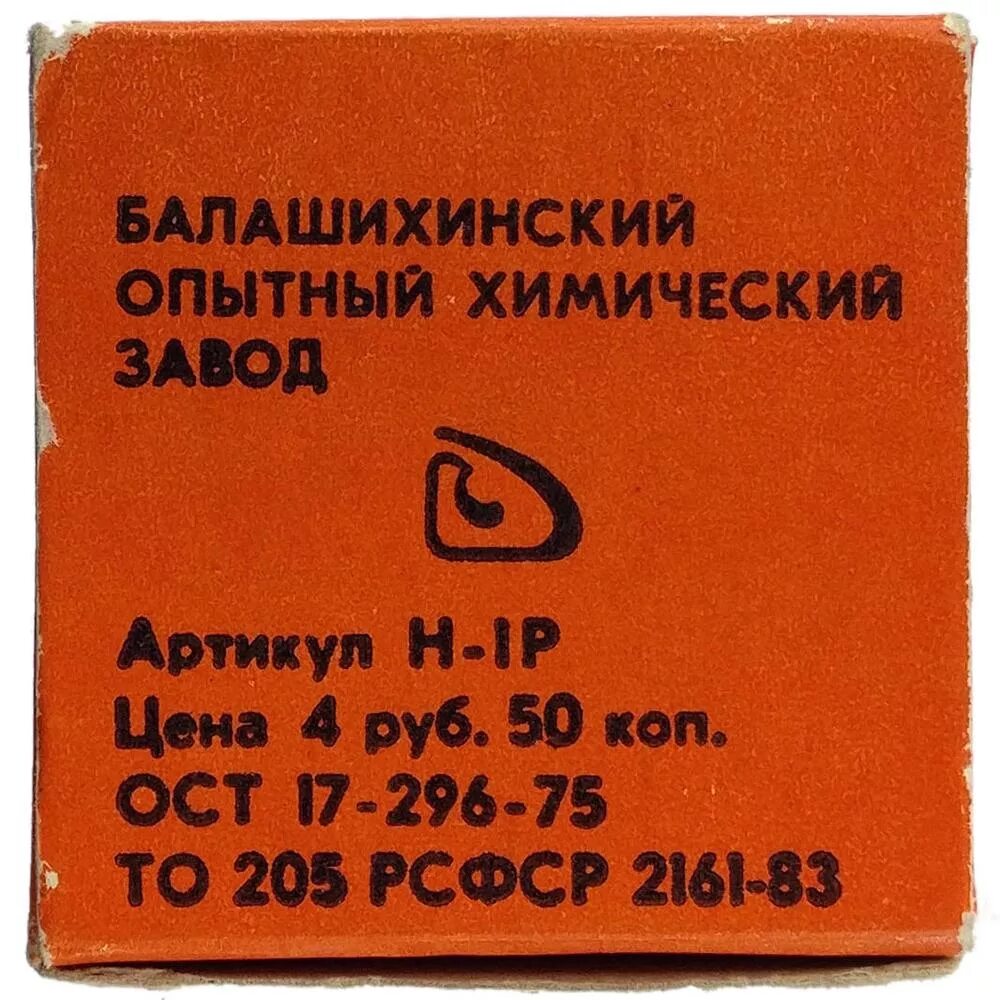 БАЛАШИХИНСКИЙ
ОПЫТНЫЙ ХИМИЧЕСКИЙ
ЗАВОД
Артикул Н-1Р
Цена 4 руб. 50 коп.
ОСТ 17-296-75
ТО 205 РСФСР 2161-83